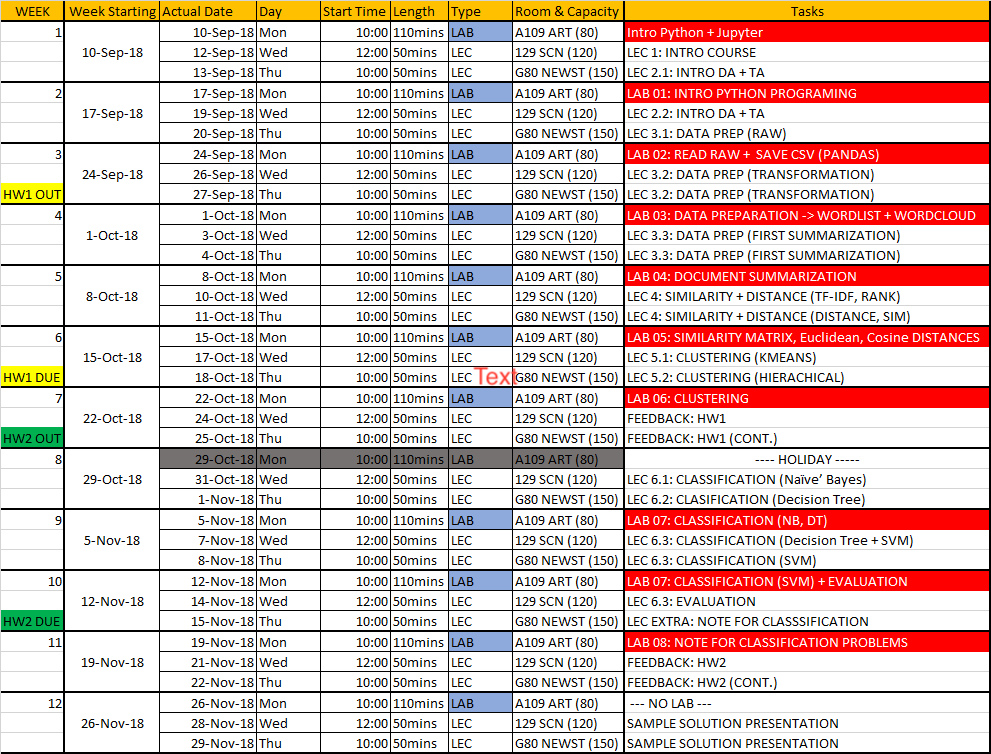 WEEK Week Starting Actual Date Day Start Time Length Type Room & Capacity Tasks
1 10-Sep-18 Mon 10:00 110mins LAB A109 ART (80) Intro Python + Jupyter
10-Sep-18 12-Sep-18 Wed 12:00 50mins LEC 129 SCN (120) LEC 1: INTRO COURSE
13-Sep-18 Thu 10:00 50mins LEC G80 NEWST (150) LEC 2.1: INTRO DA + TA
2 17-Sep-18 Mon 10:00 110mins LAB A109 ART (80) LAB 01: INTRO PYTHON PROGRAMING
17-Sep-18 19-Sep-18 Wed 12:00 50mins LEC 129 SCN (120) LEC 2.2: INTRO DA + TA
20-Sep-18 Thu 10:00 50mins LEC G80 NEWST (150) LEC 3.1: DATA PREP (RAW)
3 24-Sep-18 Mon 10:00 110mins LAB A109 ART (80) LAB 02: READ RAW + SAVE CSV (PANDAS)
24-Sep-18 26-Sep-18 Wed 12:00 50mins LEC 129 SCN (120) LEC 3.2: DATA PREP (TRANSFORMATION)
HW1 OUT 27-Sep-18 Thu 10:00 50mins LEC G80 NEWST (150) LEC 3.2: DATA PREP (TRANSFORMATION)
4 1-Oct-18 Mon 10:00 110mins LAB A109 ART (80) LAB 03: DATA PREPARATION -> WORDLIST + WORDCLOUD
1-Oct-18 3-Oct-18 Wed 12:00 50mins LEC 129 SCN (120) LEC 3.3: DATA PREP (FIRST SUMMARIZATION)
4-Oct-18 Thu 10:00 50mins LEC G80 NEWST (150) LEC 3.3: DATA PREP (FIRST SUMMARIZATION)
5 8-Oct-18 Mon 10:00 110mins LAB A109 ART (80) LAB 04: DOCUMENT SUMMARIZATION
8-Oct-18 10-Oct-18 Wed 12:00 50mins LEC 129 SCN (120) LEC 4: SIMILARITY + DISTANCE (TF-IDF, RANK)
11-Oct-18 Thu 10:00 50mins LEC G80 NEWST (150) LEC 4: SIMILARITY + DISTANCE (DISTANCE, SIM)
6 15-Oct-18 Mon 10:00 110mins LAB A109 ART (80) LAB 05: SIMILARITY MATRIX, Euclidean, Cosine DISTANCES
15-Oct-18 17-Oct-18 Wed 12:00 50mins LEC 129 SCN (120) LEC 5.1: CLUSTERING (KMEANS)
HW1 DUE 18-Oct-18 Thu 10:00 50mins LEC Text G80 NEWST (150) LEC 5.2: CLUSTERING (HIERACHICAL)
7 22-Oct-18 Mon 10:00 110mins LAB A109 ART (80) LAB 06: CLUSTERING
22-Oct-18 24-Oct-18 Wed 12:00 50mins LEC 129 SCN (120) FEEDBACK: HW1
HW2 OUT 25-Oct-18 Thu 10:00 50mins LEC G80 NEWST (150) FEEDBACK: HW1 (CONT.)
8 29-Oct-18 Mon 10:00 110mins LAB A109 ART (80) ---- HOLIDAY -----
29-Oct-18 31-Oct-18 Wed 12:00 50mins LEC 129 SCN (120) LEC 6.1: CLASSIFICATION (Naïve’ Bayes)
1-Nov-18 Thu 10:00 50mins LEC G80 NEWST (150) LEC 6.2: CLASIFICATION (Decision Tree)
9 5-Nov-18 Mon 10:00 110mins LAB A109 ART (80) LAB 07: CLASSIFICATION (NB, DT)
5-Nov-18 7-Nov-18 Wed 12:00 50mins LEC 129 SCN (120) LEC 6.3: CLASSIFICATION (Decision Tree + SVM)
8-Nov-18 Thu 10:00 50mins LEC G80 NEWST (150) LEC 6.3: CLASSIFICATION (SVM)
10 12-Nov-18 Mon 10:00 110mins LAB A109 ART (80) LAB 07: CLASSIFICATION (SVM) + EVALUATION
12-Nov-18 14-Nov-18 Wed 12:00 50mins LEC 129 SCN (120) LEC 6.3: EVALUATION
HW2 DUE 15-Nov-18 Thu 10:00 50mins LEC G80 NEWST (150) LEC EXTRA: NOTE FOR CLASSSIFICATION
11 19-Nov-18 Mon 10:00 110mins LAB A109 ART (80) LAB 08: NOTE FOR CLASSIFICATION PROBLEMS
19-Nov-18 21-Nov-18 Wed 12:00 50mins LEC 129 SCN (120) FEEDBACK: HW2
22-Nov-18 Thu 10:00 50mins LEC G80 NEWST (150) FEEDBACK: HW2 (CONT.)
12 26-Nov-18 Mon 10:00 110mins LAB A109 ART (80) --- NO LAB ---
26-Nov-18 28-Nov-18 Wed 12:00 50mins LEC 129 SCN (120) SAMPLE SOLUTION PRESENTATION
29-Nov-18 Thu 10:00 50mins LEC G80 NEWST (150) SAMPLE SOLUTION PRESENTATION